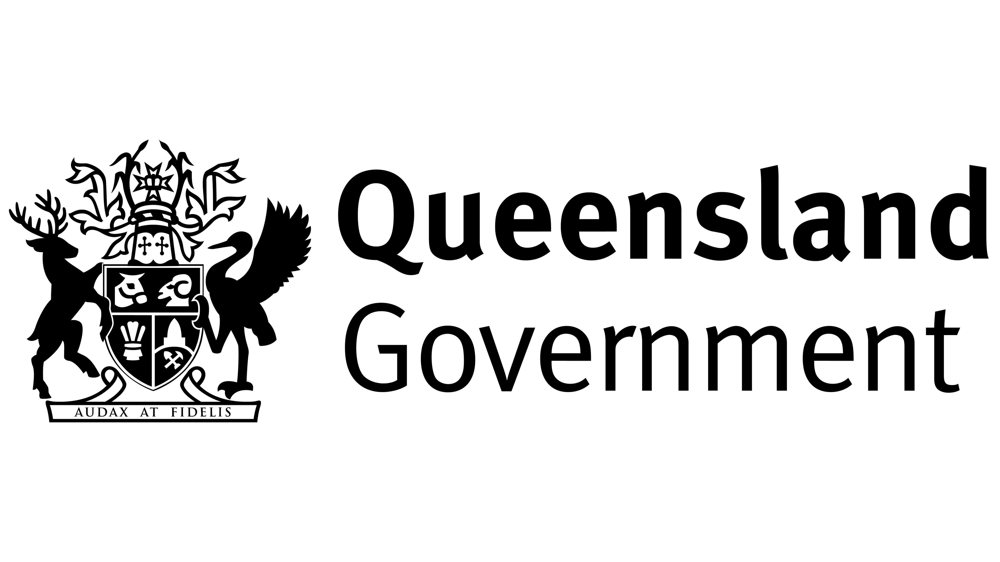 Queensland
Government
AUDAX AT FIDELIS